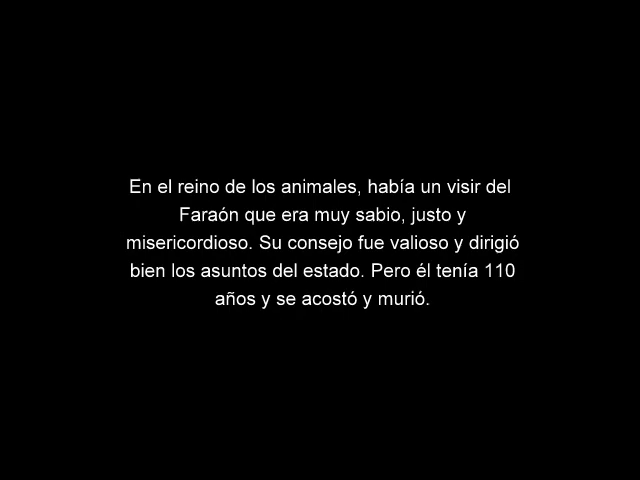 En el reino de los animales, había un visir del
Faraón que era muy sabio, justo y
misericordioso. Su consejo fue valioso y dirigió
bien los asuntos del estado. Pero él tenía 110
años y se acostó y murió.